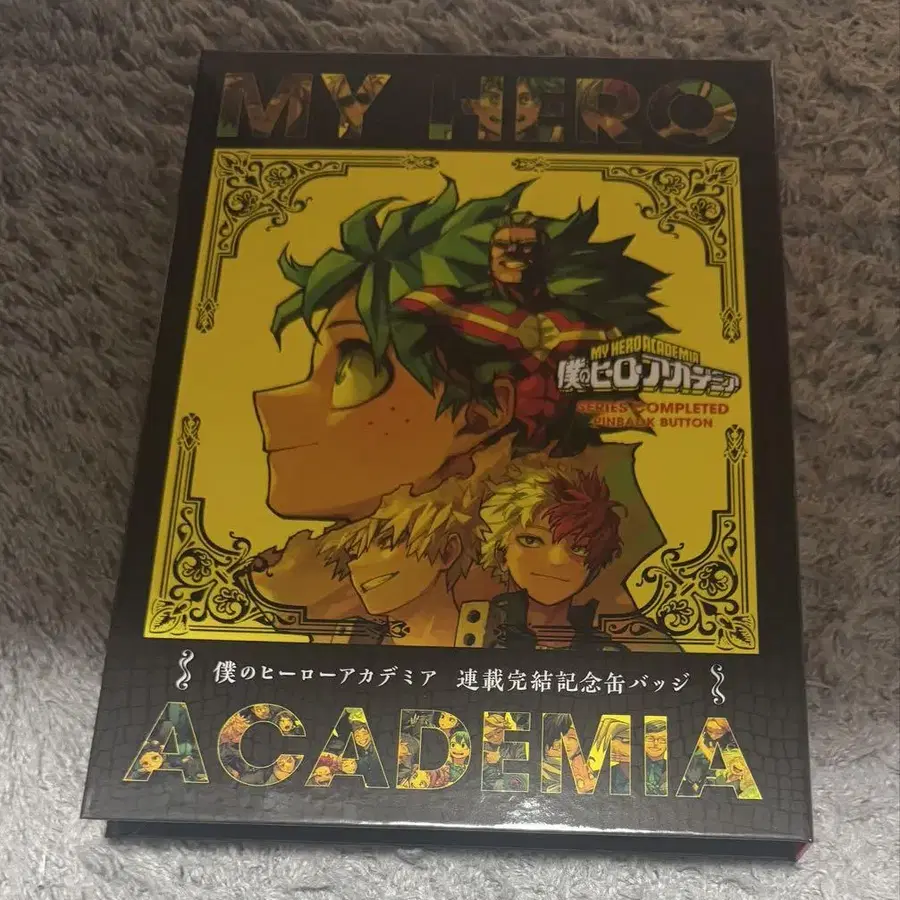 MY HERO
MY HERO ACADEMIA
僕のヒーローアカデミア
SERIES COMPLETED
PINBACK BUTTON
僕のヒーローアカデミア 連載完結記念缶バッジ
ACADEMIA